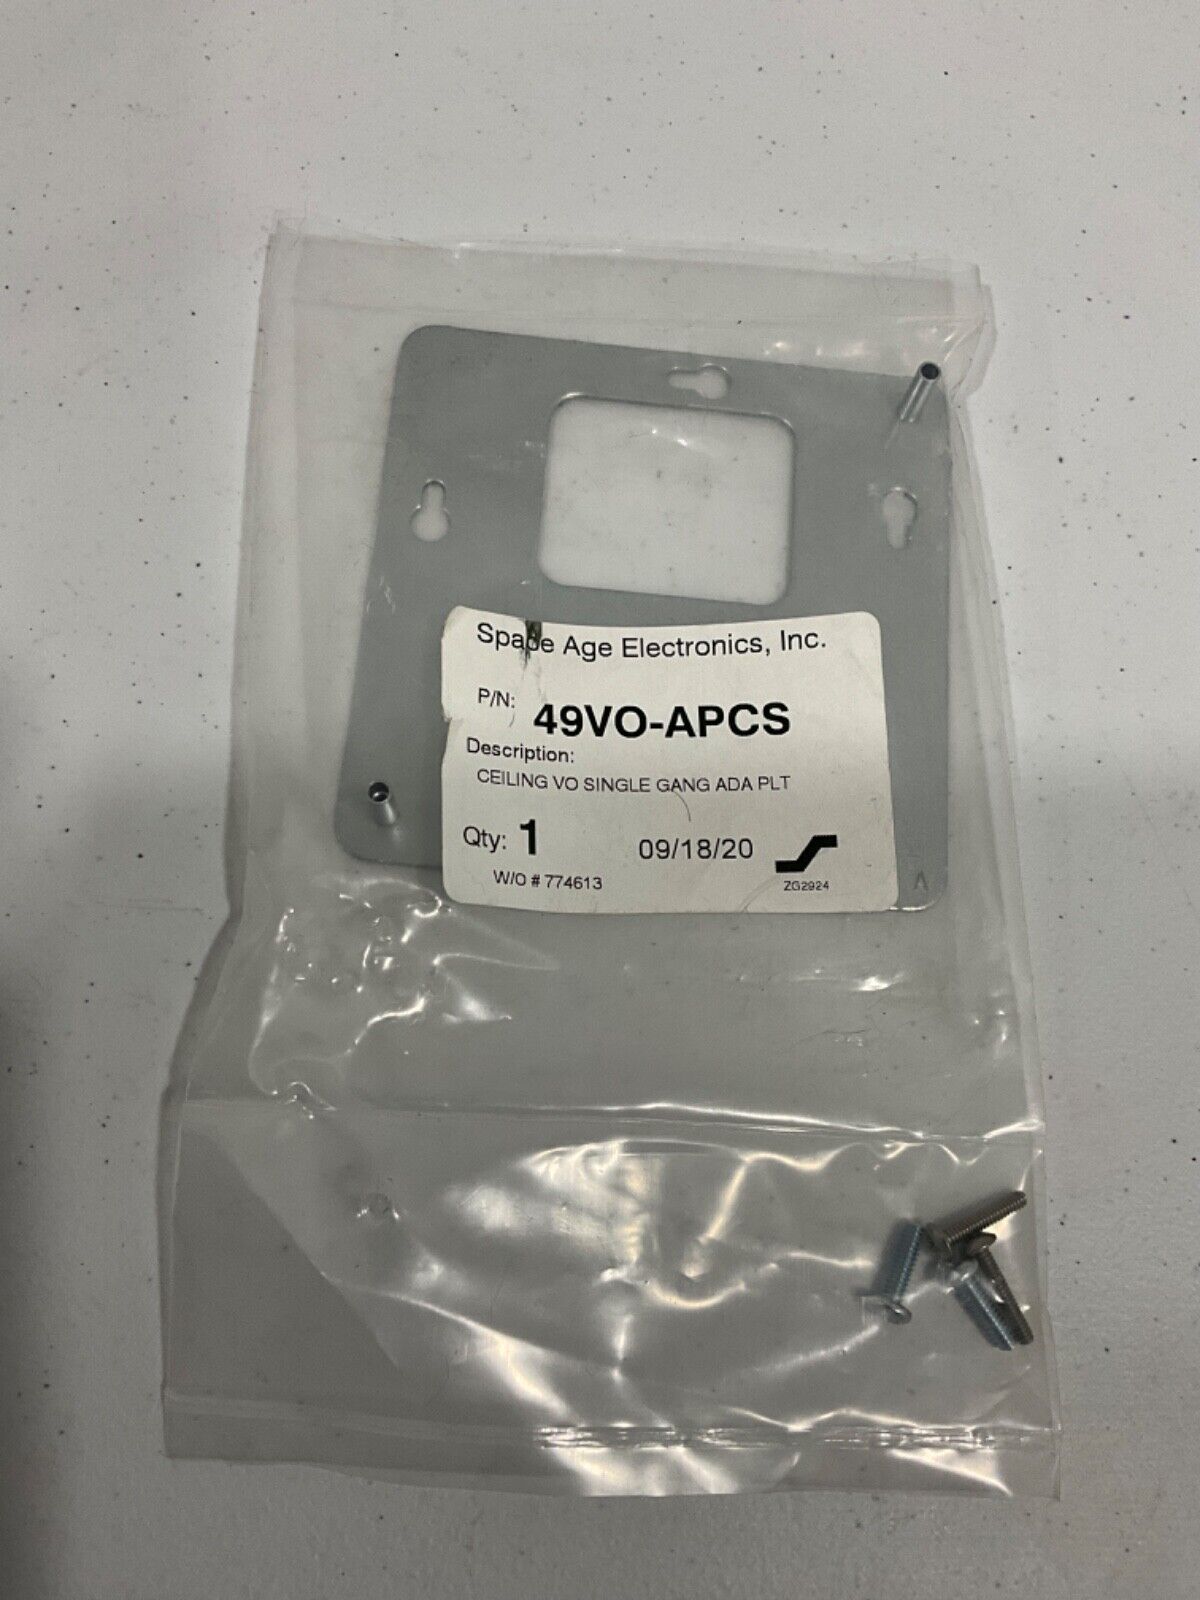 Space Age Electronics, Inc.
P/N: 49VO-APCS
Description:
CEILING VO SINGLE GANG ADA PLT
Qty: 1 09/18/20
W/O # 774613 ZG2924